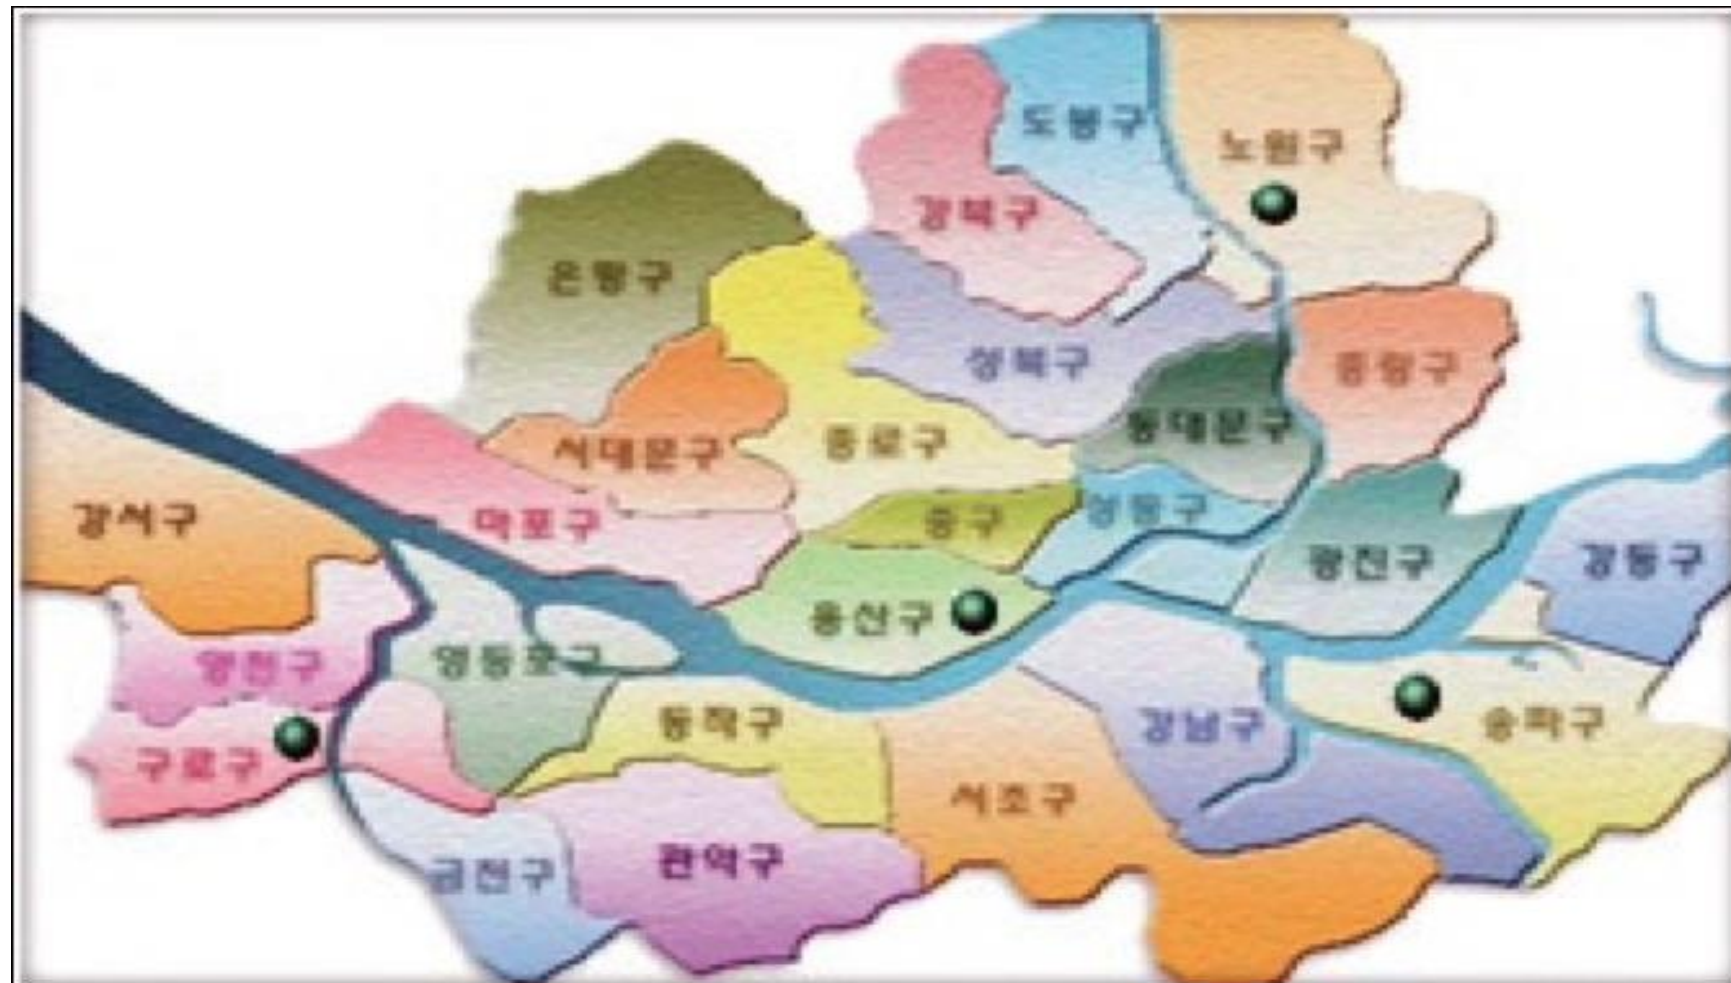 도봉구
노원구
강북구
은평구
성북구
중랑구
동대문구
서대문구
종로구
마포구
중구
성동구
강서구
광진구
강동구
용산구
양천구
영등포구
구로구
동작구
강남구
송파구
서초구
관악구
금천구